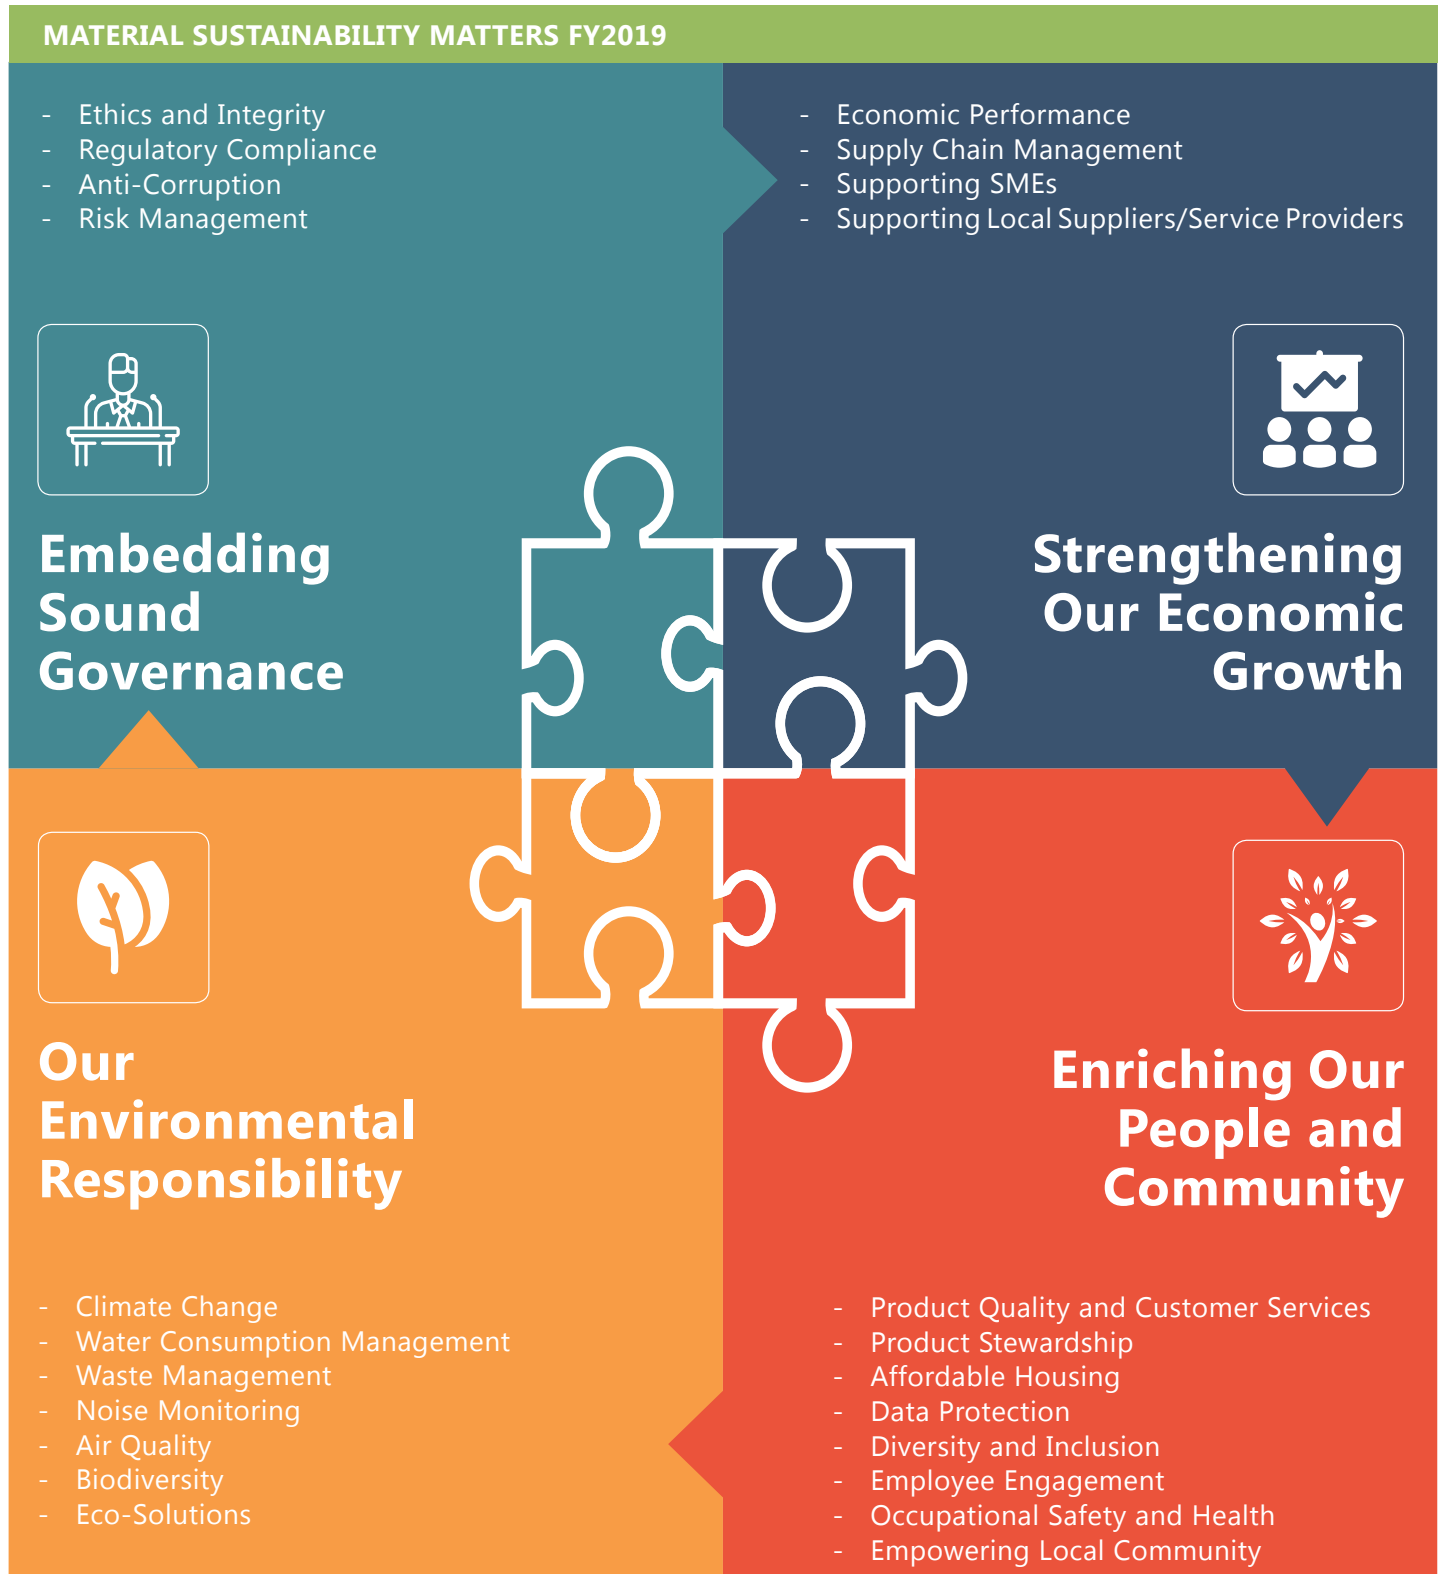 MATERIAL SUSTAINABILITY MATTERS FY2019
- Ethics and Integrity
- Regulatory Compliance
- Anti-Corruption
- Risk Management
Embedding
Sound
Governance
- Economic Performance
- Supply Chain Management
- Supporting SMEs
- Supporting Local Suppliers/Service Providers
Strengthening
Our Economic
Growth
Our
Environmental
Responsibility
- Climate Change
- Water Consumption Management
- Waste Management
- Noise Monitoring
- Air Quality
- Biodiversity
- Eco-Solutions
Enriching Our
People and
Community
- Product Quality and Customer Services
- Product Stewardship
- Affordable Housing
- Data Protection
- Diversity and Inclusion
- Employee Engagement
- Occupational Safety and Health
- Empowering Local Community